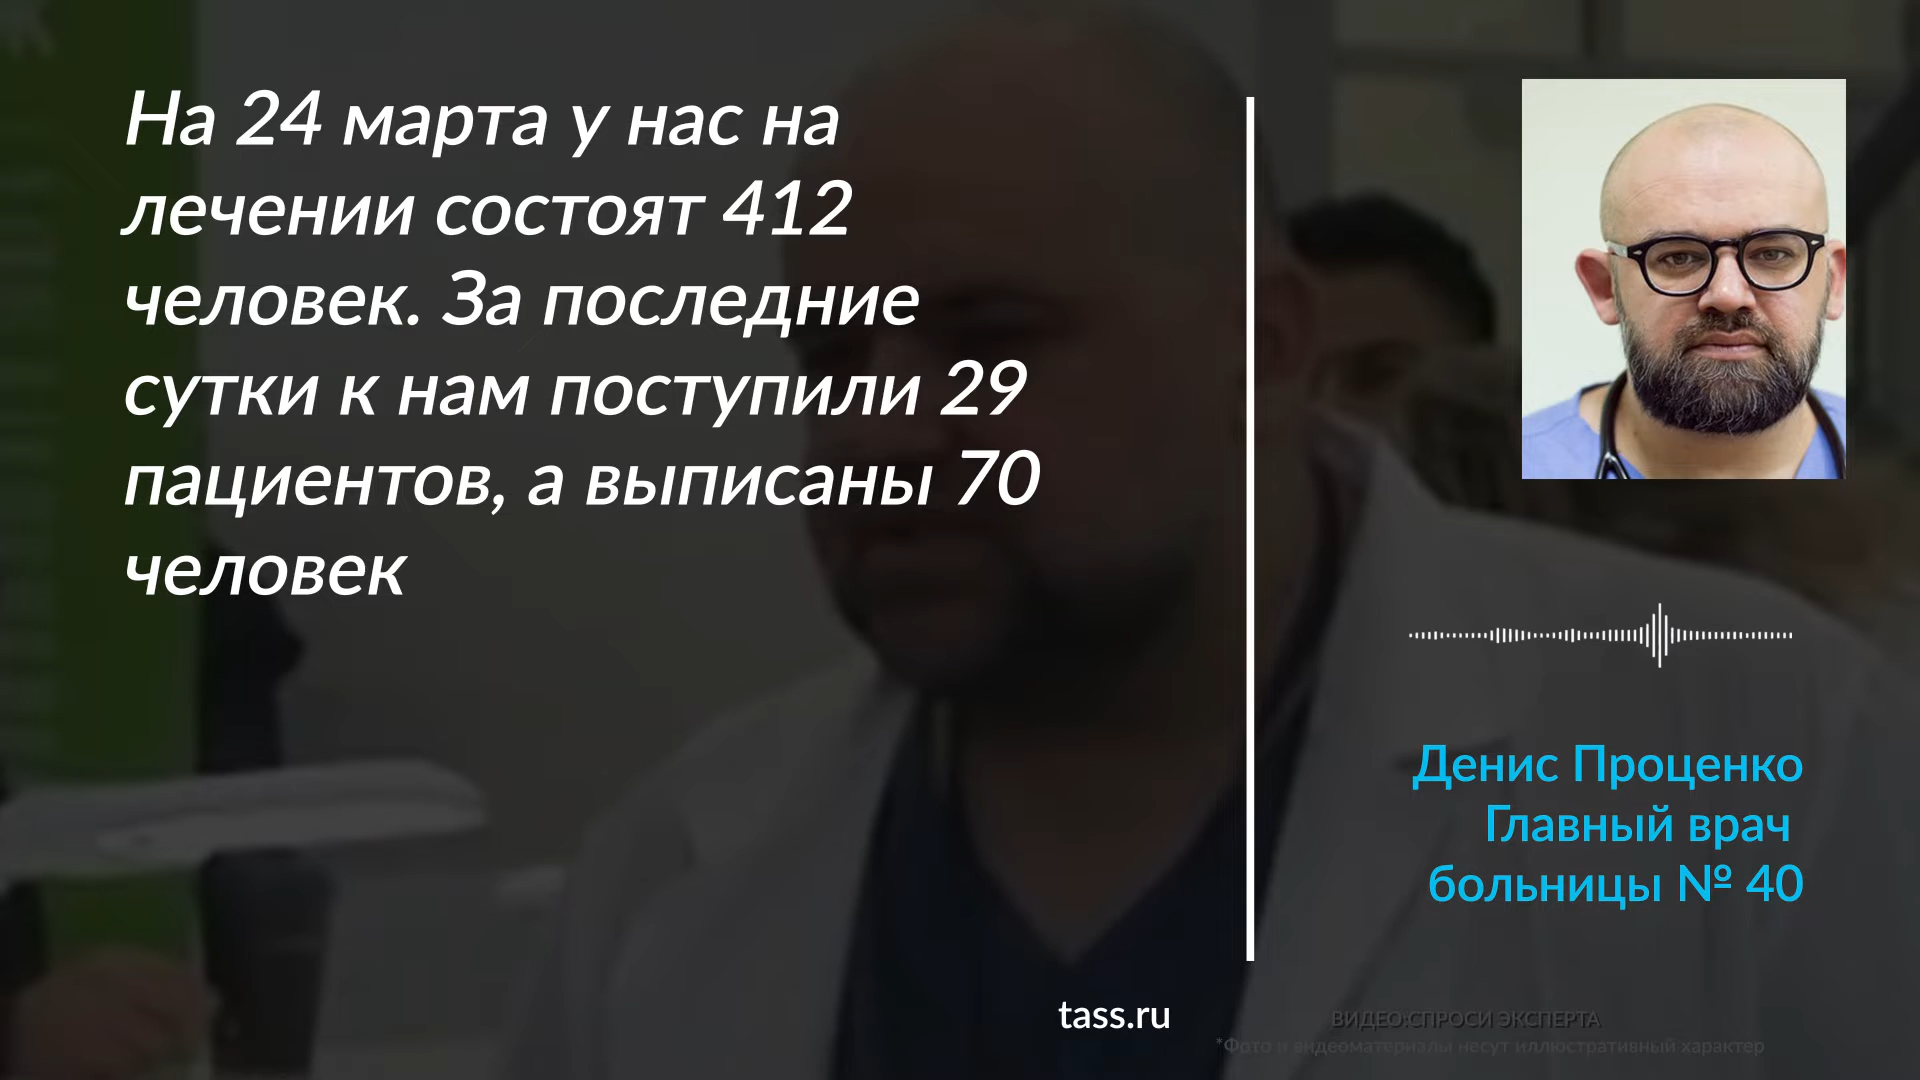 На 24 марта у нас на
лечении состоят 412
человек. За последние
сутки к нам поступили 29
пациентов, а выписаны 70
человек
Денис Проценко
Главный врач
больницы № 40
tass.ru
ВИДЕО:СПРОСИ ЭКСПЕРТА
*Фото и видеоматериалы несут иллюстративный характер